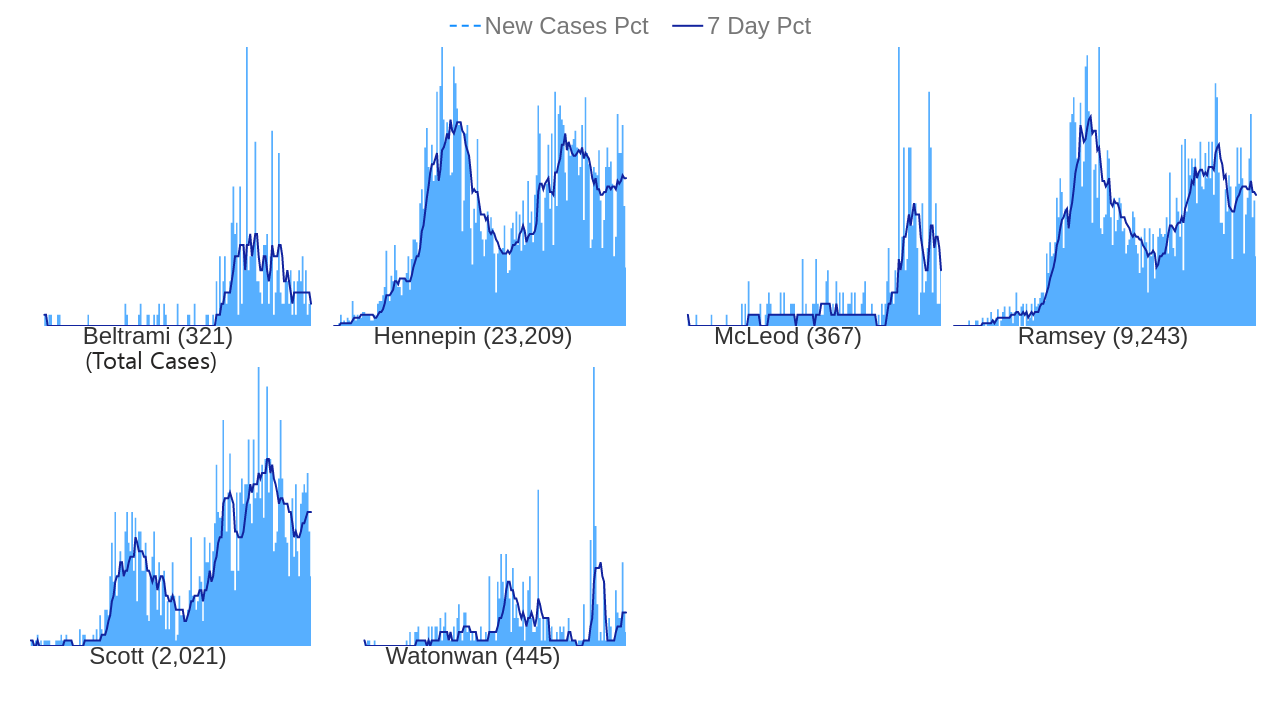 New Cases Pct 7 Day Pct
Beltrami (321) Hennepin (23,209) McLeod (367) Ramsey (9,243)
(Total Cases)
Scott (2,021) Watonwan (445)